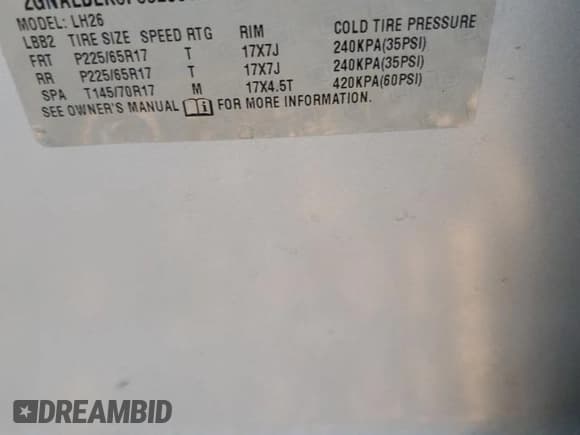 MODEL: LH26
LBB2 TIRE SIZE SPEED RTG RIM COLD TIRE PRESSURE
FRT P225/65R17 T 17X7J 240KPA(35PSI)
RR P225/65R17 T 17X7J 240KPA(35PSI)
SPA T145/70R17 M 17X4.5T 420KPA(60PSI)
SEE OWNER'S MANUAL FOR MORE INFORMATION.
DREAMBID